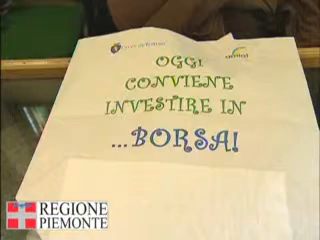 OGGI
CONVIENE
INVESTIRE IN
...BORSA!
REGIONE
PIEMONTE